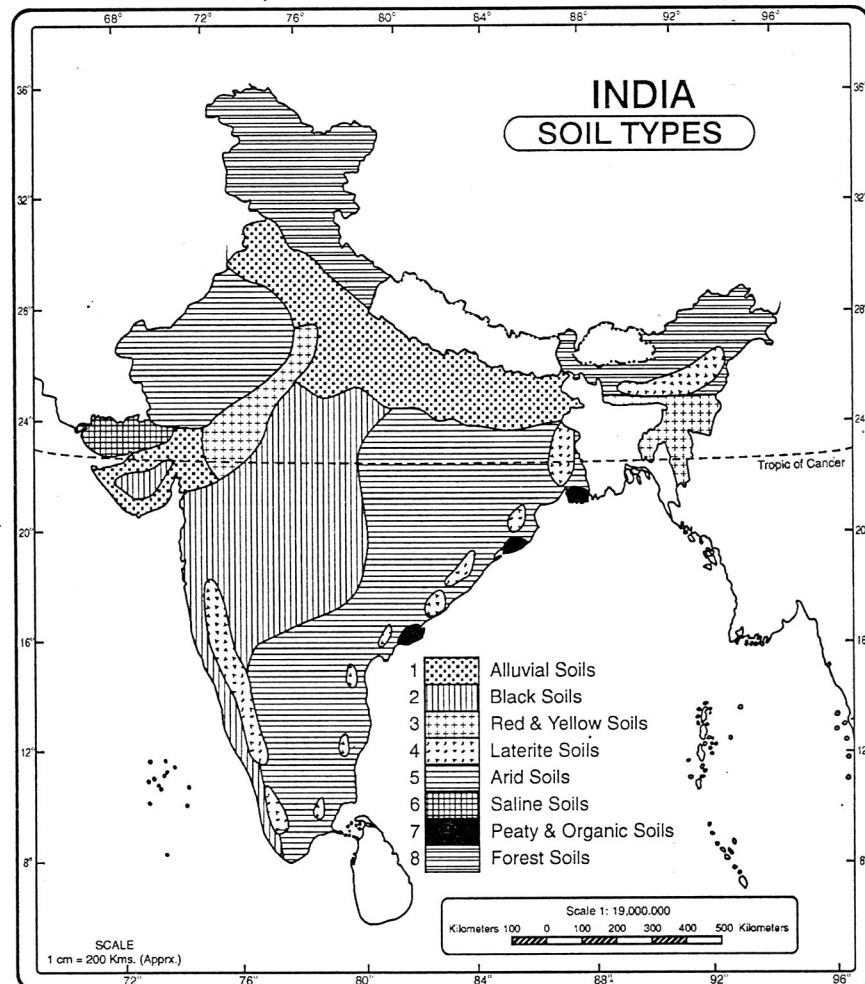 68° 72° 76° 80° 84° 88° 92° 96°
INDIA
SOIL TYPES
36° 36°
32° 32°
28° 28°
24° 24°
Tropic of Cancer
20° 20°
16° 16°
1 Alluvial Soils
2 Black Soils
3 Red & Yellow Soils
4 Laterite Soils
12° 12°
5 Arid Soils
6 Saline Soils
7 Peaty & Organic Soils
8 Forest Soils
8° 8°
Scale 1: 19,000.000
Kilometers 100 0 100 200 300 400 500 Kilometers
SCALE
1 cm = 200 Kms. (Apprx.)
72° 76° 80° 84° 88° 92° 96°